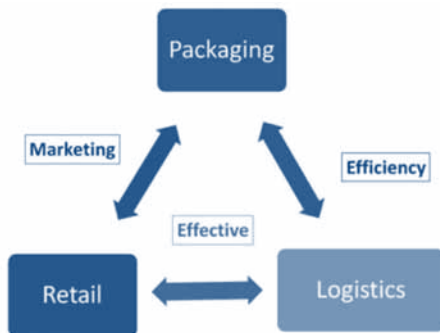 Packaging
Marketing
Efficiency
Effective
Retail
Logistics